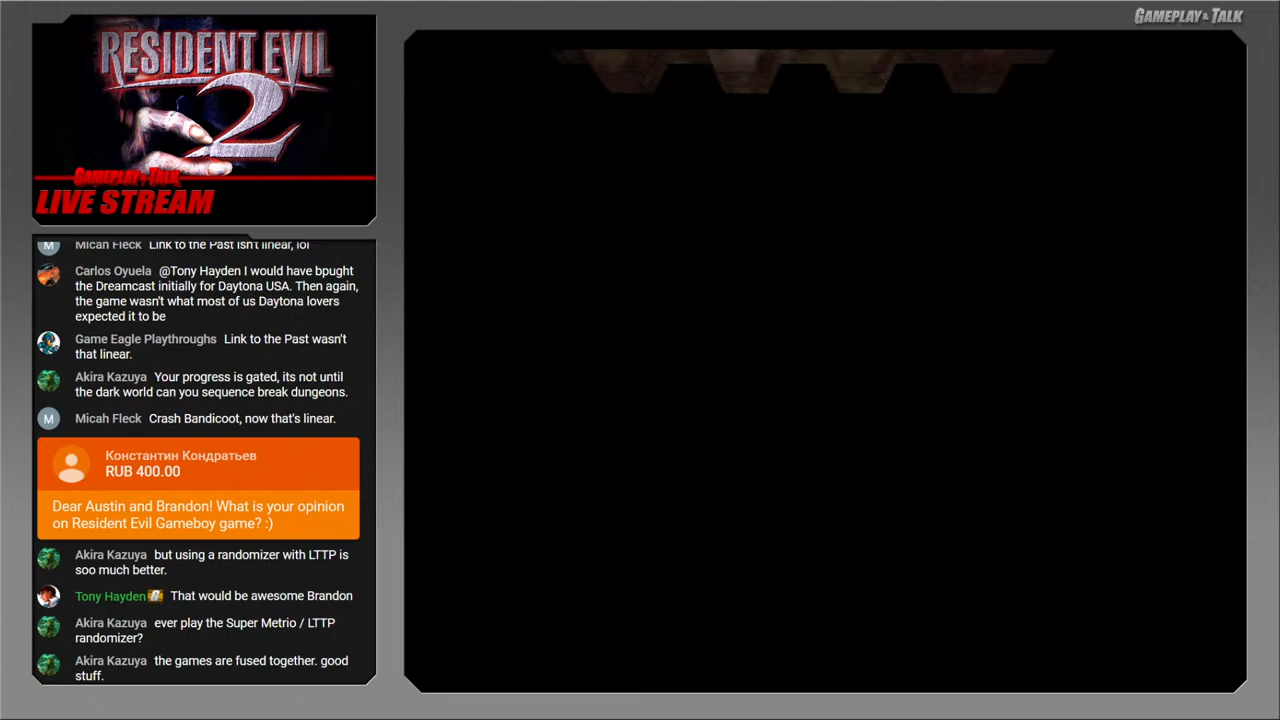 GAMEPLAY & TALK
RESIDENT EVIL
2
GAMEPLAY & TALK
LIVE STREAM
M Micah Fleck Link to the Past isn't linear, lol
Carlos Oyuela @Tony Hayden I would have bpught
the Dreamcast initially for Daytona USA. Then again,
the game wasn't what most of us Daytona lovers
expected it to be
Game Eagle Playthroughs Link to the Past wasn't
that linear.
Akira Kazuya Your progress is gated, its not until
the dark world can you sequence break dungeons.
M Micah Fleck Crash Bandicoot, now that's linear.
Константин Кондратьев
RUB 400.00
Dear Austin and Brandon! What is your opinion
on Resident Evil Gameboy game? :)
Akira Kazuya but using a randomizer with LTTP is
soo much better.
Tony Hayden That would be awesome Brandon
Akira Kazuya ever play the Super Metrio / LTTP
randomizer?
Akira Kazuya the games are fused together. good
stuff.